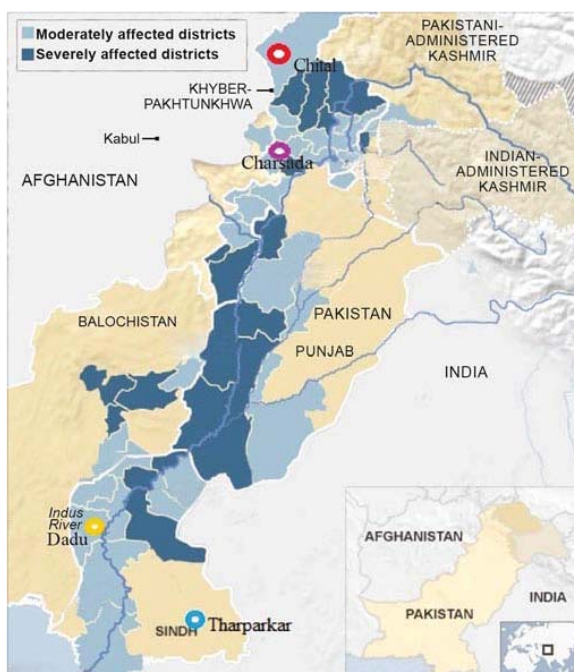 Moderately affected districts
Severely affected districts
PAKISTANI-
ADMINISTERED
KASHMIR
Chital
KHYBER-
PAKHTUNKHWA
Kabul
Charsada
AFGHANISTAN
INDIAN-
ADMINISTERED
KASHMIR
PAKISTAN
BALOCHISTAN
PUNJAB
INDIA
Indus
River
Dadu
SINDH
Tharparkar
AFGHANISTAN
PAKISTAN
INDIA